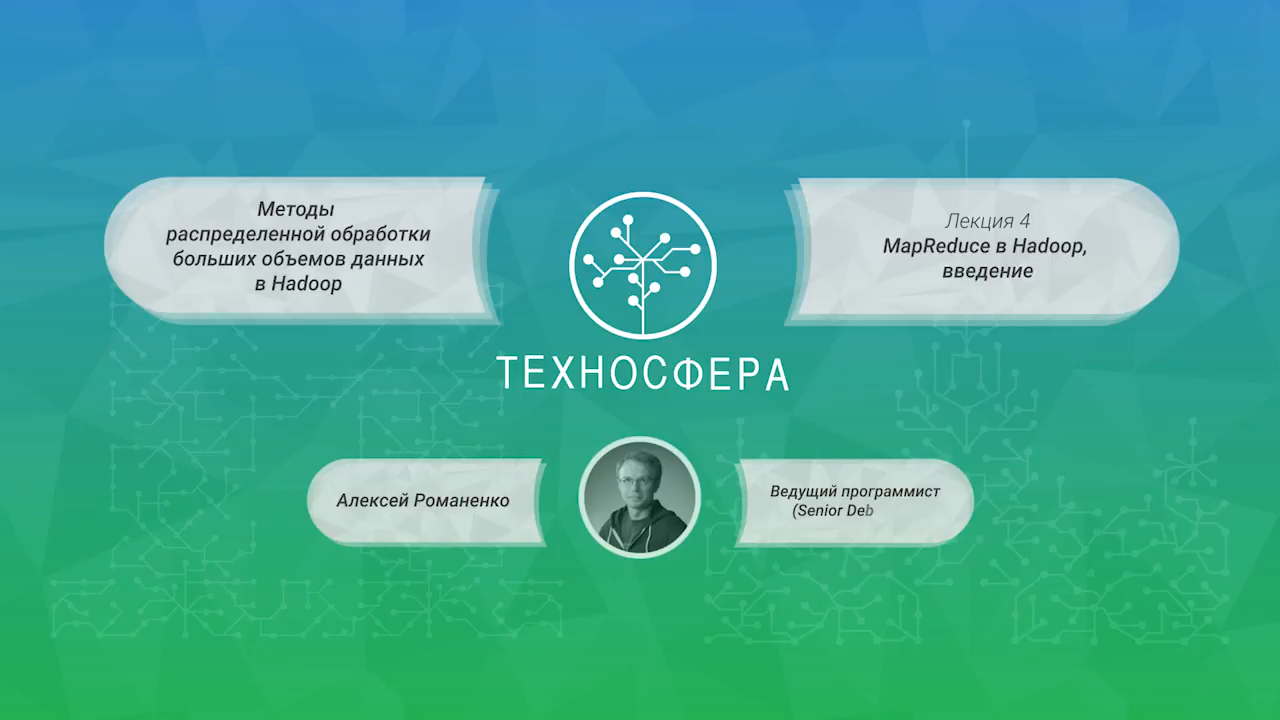 Методы
распределенной обработки
больших объемов данных
в Hadoop
Лекция 4
MapReduce в Hadoop,
введение
ТЕХНОСФЕРА
Алексей Романенко
Ведущий программист
(Senior Deb